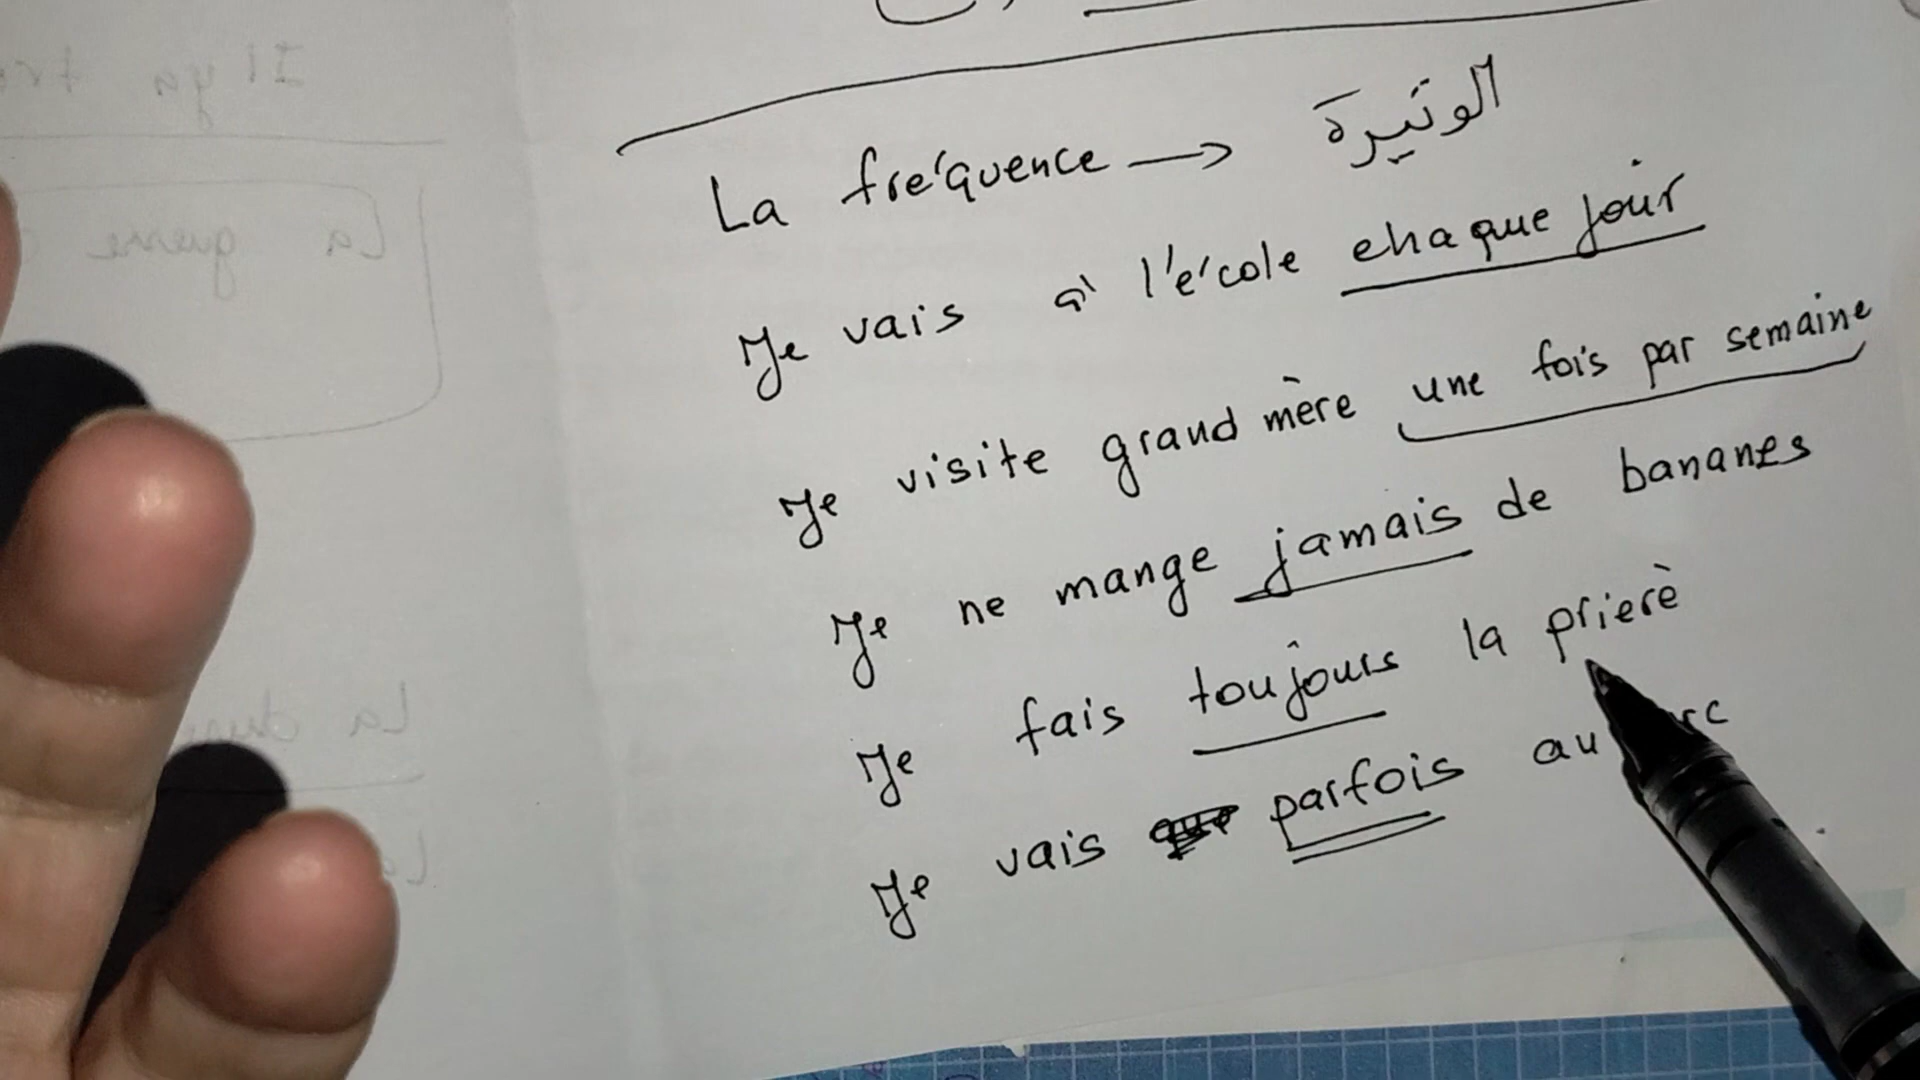 La fréquence → الوتيرة
Je vais à l'école chaque jour
Je visite grand mère une fois par semaine
Je ne mange jamais de bananes
Je fais toujours la prierè
Je vais parfois au